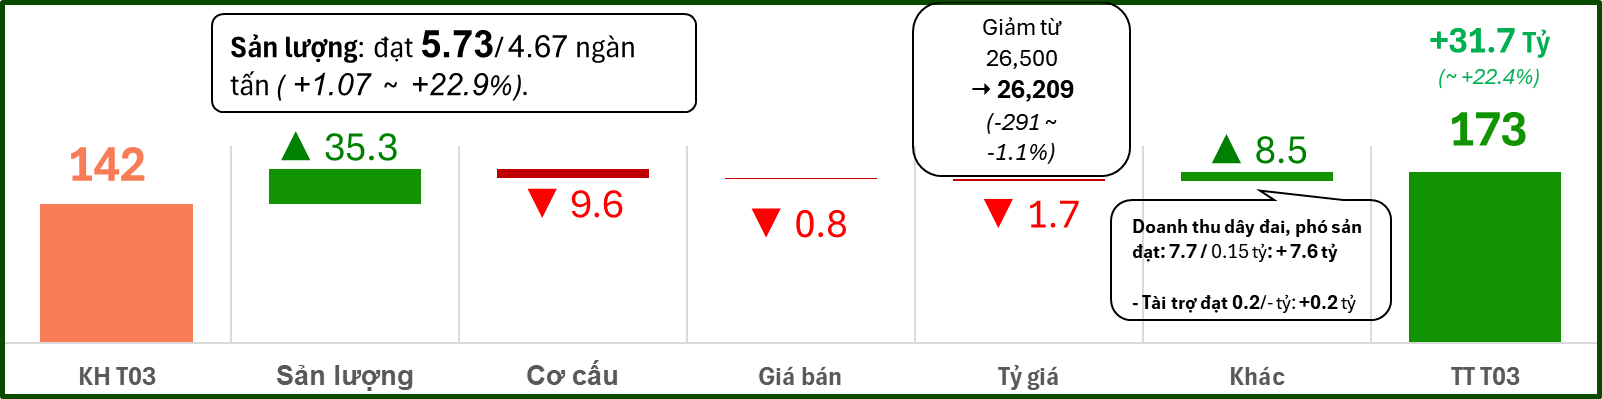 Sản lượng: đạt 5.73/4.67 ngàn
tấn ( +1.07 ~ +22.9%).
Giảm từ
26,500
→ 26,209
(-291 ~
-1.1%)
+31.7 Tỷ
(~ +22.4%)
142
▲ 35.3
▼ 9.6
▼ 0.8
▼ 1.7
▲ 8.5
173
Doanh thu dây đai, phó sản
đạt: 7.7 / 0.15 tỷ: + 7.6 tỷ
- Tài trợ đạt 0.2/- tỷ: +0.2 tỷ
KH T03
Sản lượng
Cơ cấu
Giá bán
Tỷ giá
Khác
TT T03